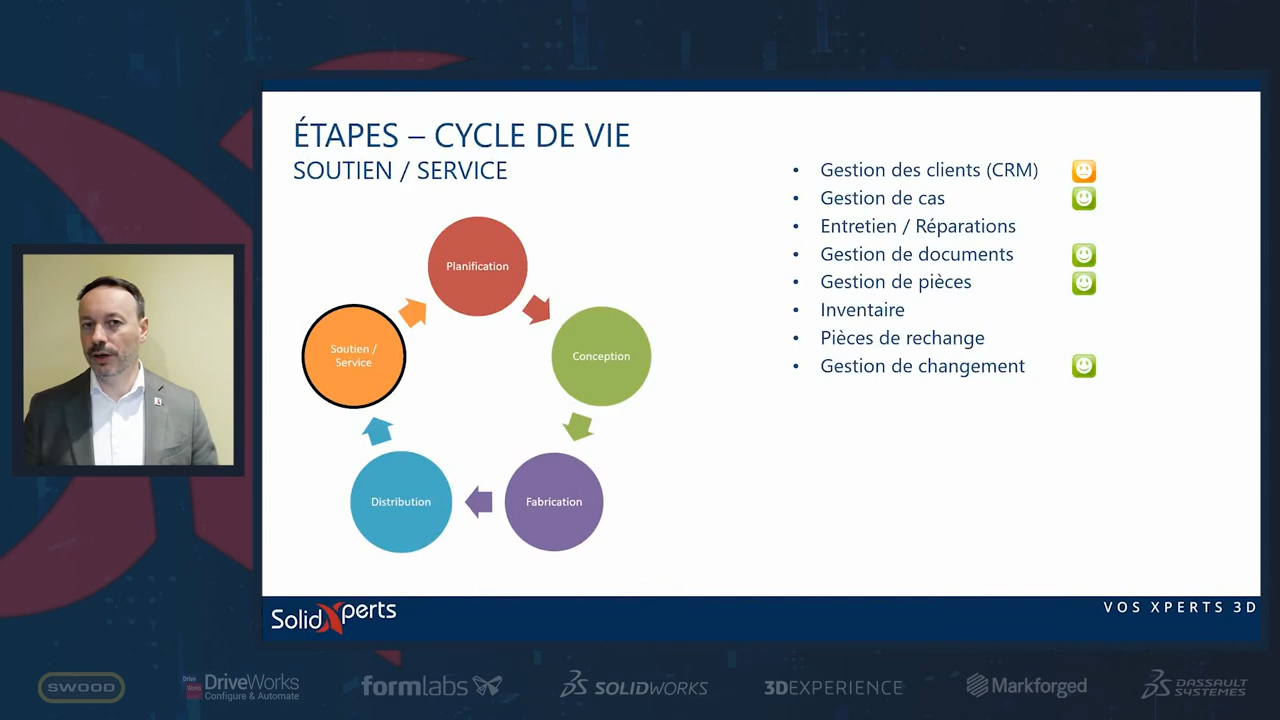 ÉTAPES – CYCLE DE VIE
SOUTIEN / SERVICE
Planification
Conception
Fabrication
Distribution
Soutien /
Service
• Gestion des clients (CRM)
• Gestion de cas
• Entretien / Réparations
• Gestion de documents
• Gestion de pièces
• Inventaire
• Pièces de rechange
• Gestion de changement
SolidXperts
VOS XPERTS 3D
SWOOD
DriveWorks
Configure & Automate
formlabs
SOLIDWORKS
3DEXPERIENCE
Markforged
DASSAULT
SYSTEMES